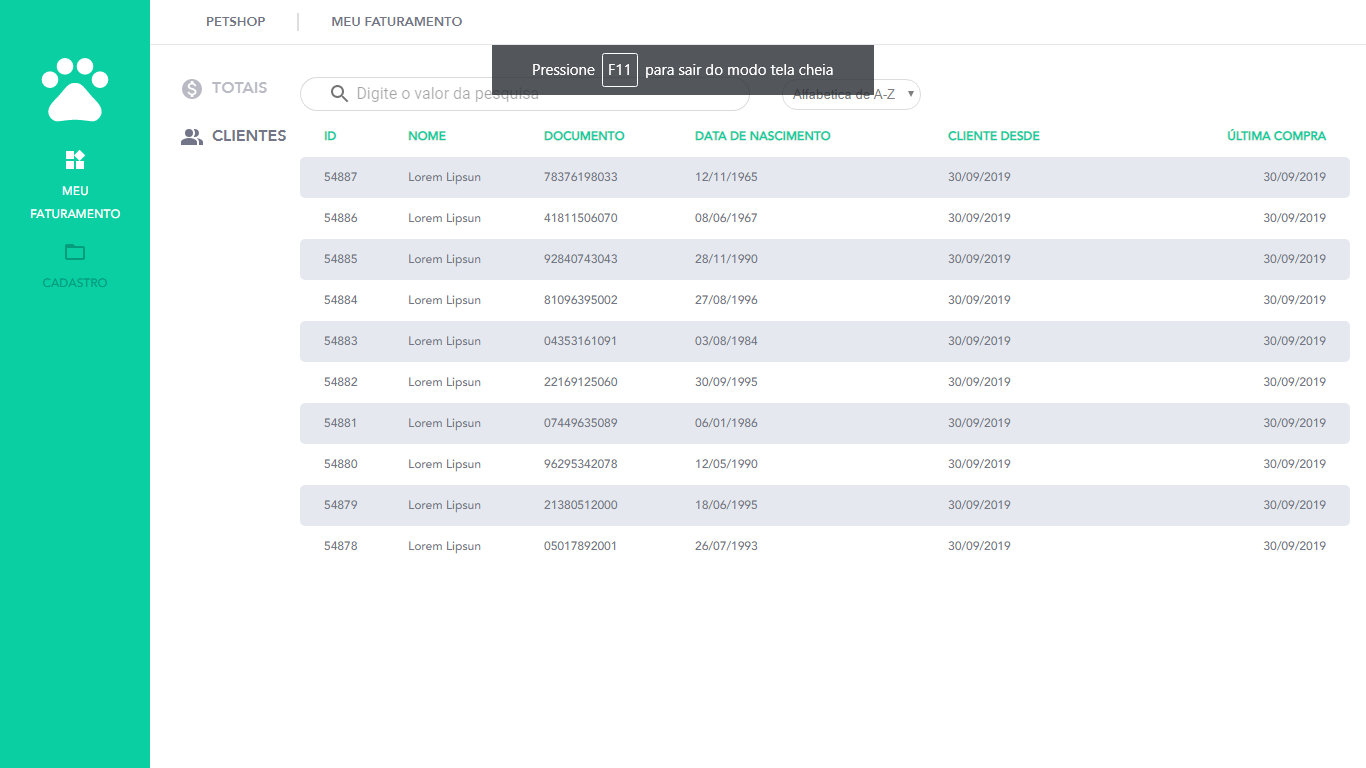 PETSHOP | MEU FATURAMENTO
Pressione F11 para sair do modo tela cheia
TOTAIS
Digite o valor da pesquisa
Alfabetica de A-Z
CLIENTES
MEU
FATURAMENTO
CADASTRO
ID NOME DOCUMENTO DATA DE NASCIMENTO CLIENTE DESDE ÚLTIMA COMPRA
54887 Lorem Lipsun 78376198033 12/11/1965 30/09/2019 30/09/2019
54886 Lorem Lipsun 41811506070 08/06/1967 30/09/2019 30/09/2019
54885 Lorem Lipsun 92840743043 28/11/1990 30/09/2019 30/09/2019
54884 Lorem Lipsun 81096395002 27/08/1996 30/09/2019 30/09/2019
54883 Lorem Lipsun 04353161091 03/08/1984 30/09/2019 30/09/2019
54882 Lorem Lipsun 22169125060 30/09/1995 30/09/2019 30/09/2019
54881 Lorem Lipsun 07449635089 06/01/1986 30/09/2019 30/09/2019
54880 Lorem Lipsun 96295342078 12/05/1990 30/09/2019 30/09/2019
54879 Lorem Lipsun 21380512000 18/06/1995 30/09/2019 30/09/2019
54878 Lorem Lipsun 05017892001 26/07/1993 30/09/2019 30/09/2019